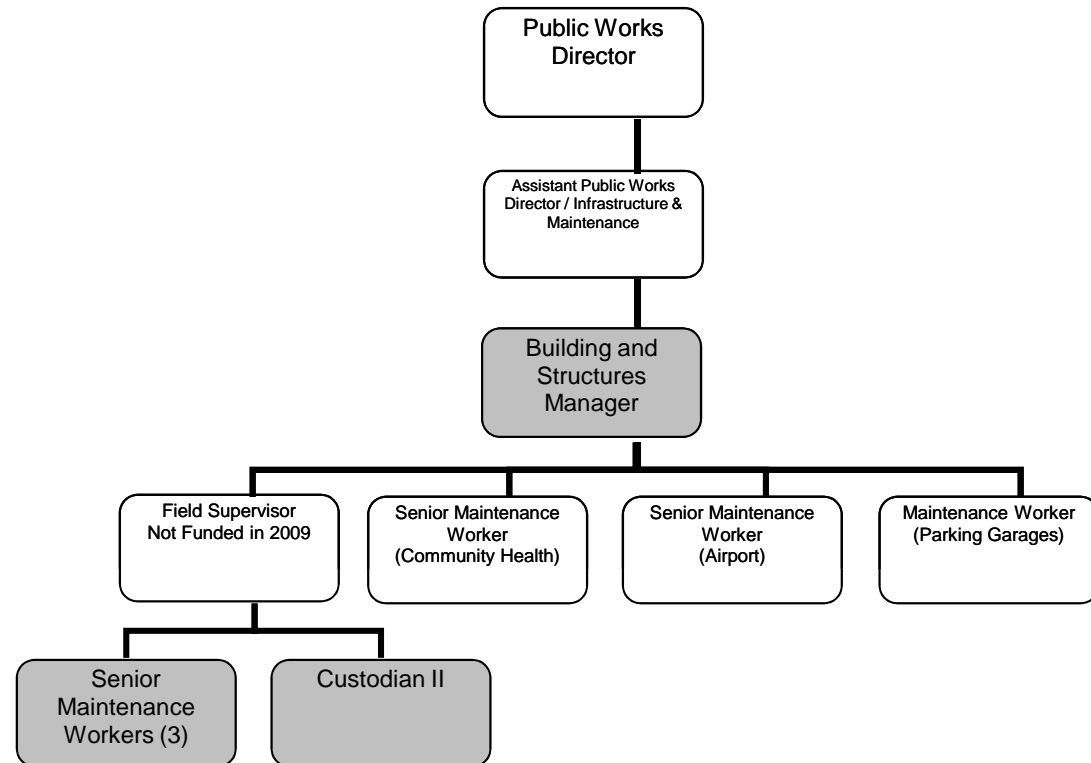 Public Works
Director
Assistant Public Works
Director / Infrastructure &
Maintenance
Building and
Structures
Manager
Field Supervisor
Not Funded in 2009
Senior Maintenance
Worker
(Community Health)
Senior Maintenance
Worker
(Airport)
Maintenance Worker
(Parking Garages)
Senior
Maintenance
Workers (3)
Custodian II